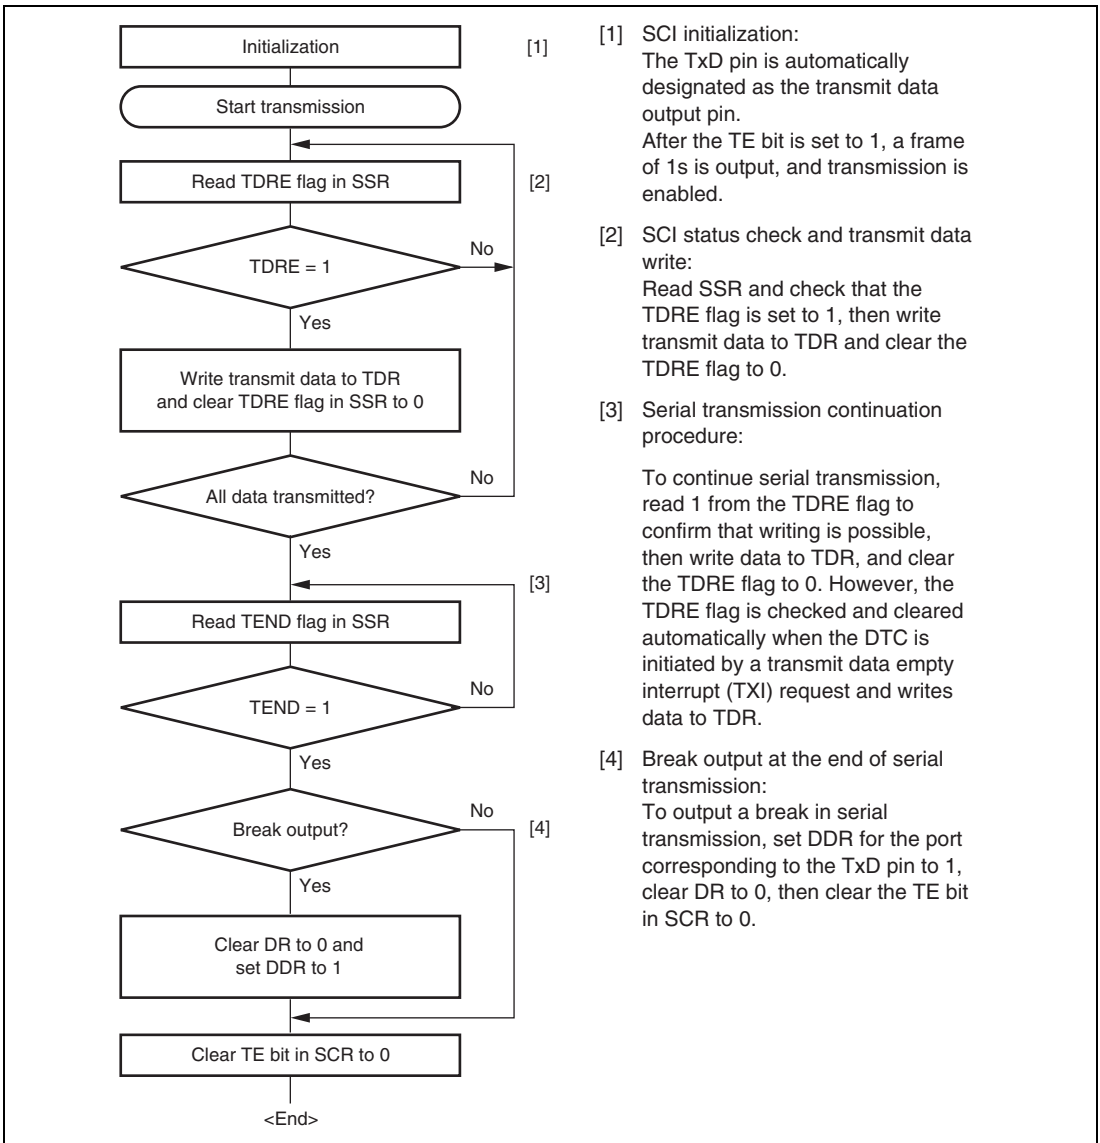 Initialization
[1]
Start transmission
Read TDRE flag in SSR
[2]
No
TDRE = 1
Yes
Write transmit data to TDR
and clear TDRE flag in SSR to 0
No
All data transmitted?
Yes
[3]
Read TEND flag in SSR
No
TEND = 1
Yes
No
Break output?
[4]
Yes
Clear DR to 0 and
set DDR to 1
Clear TE bit in SCR to 0
<End>
[1] SCI initialization:
The TxD pin is automatically
designated as the transmit data
output pin.
After the TE bit is set to 1, a frame
of 1s is output, and transmission is
enabled.
[2] SCI status check and transmit data
write:
Read SSR and check that the
TDRE flag is set to 1, then write
transmit data to TDR and clear the
TDRE flag to 0.
[3] Serial transmission continuation
procedure:
To continue serial transmission,
read 1 from the TDRE flag to
confirm that writing is possible,
then write data to TDR, and clear
the TDRE flag to 0. However, the
TDRE flag is checked and cleared
automatically when the DTC is
initiated by a transmit data empty
interrupt (TXI) request and writes
data to TDR.
[4] Break output at the end of serial
transmission:
To output a break in serial
transmission, set DDR for the port
corresponding to the TxD pin to 1,
clear DR to 0, then clear the TE bit
in SCR to 0.